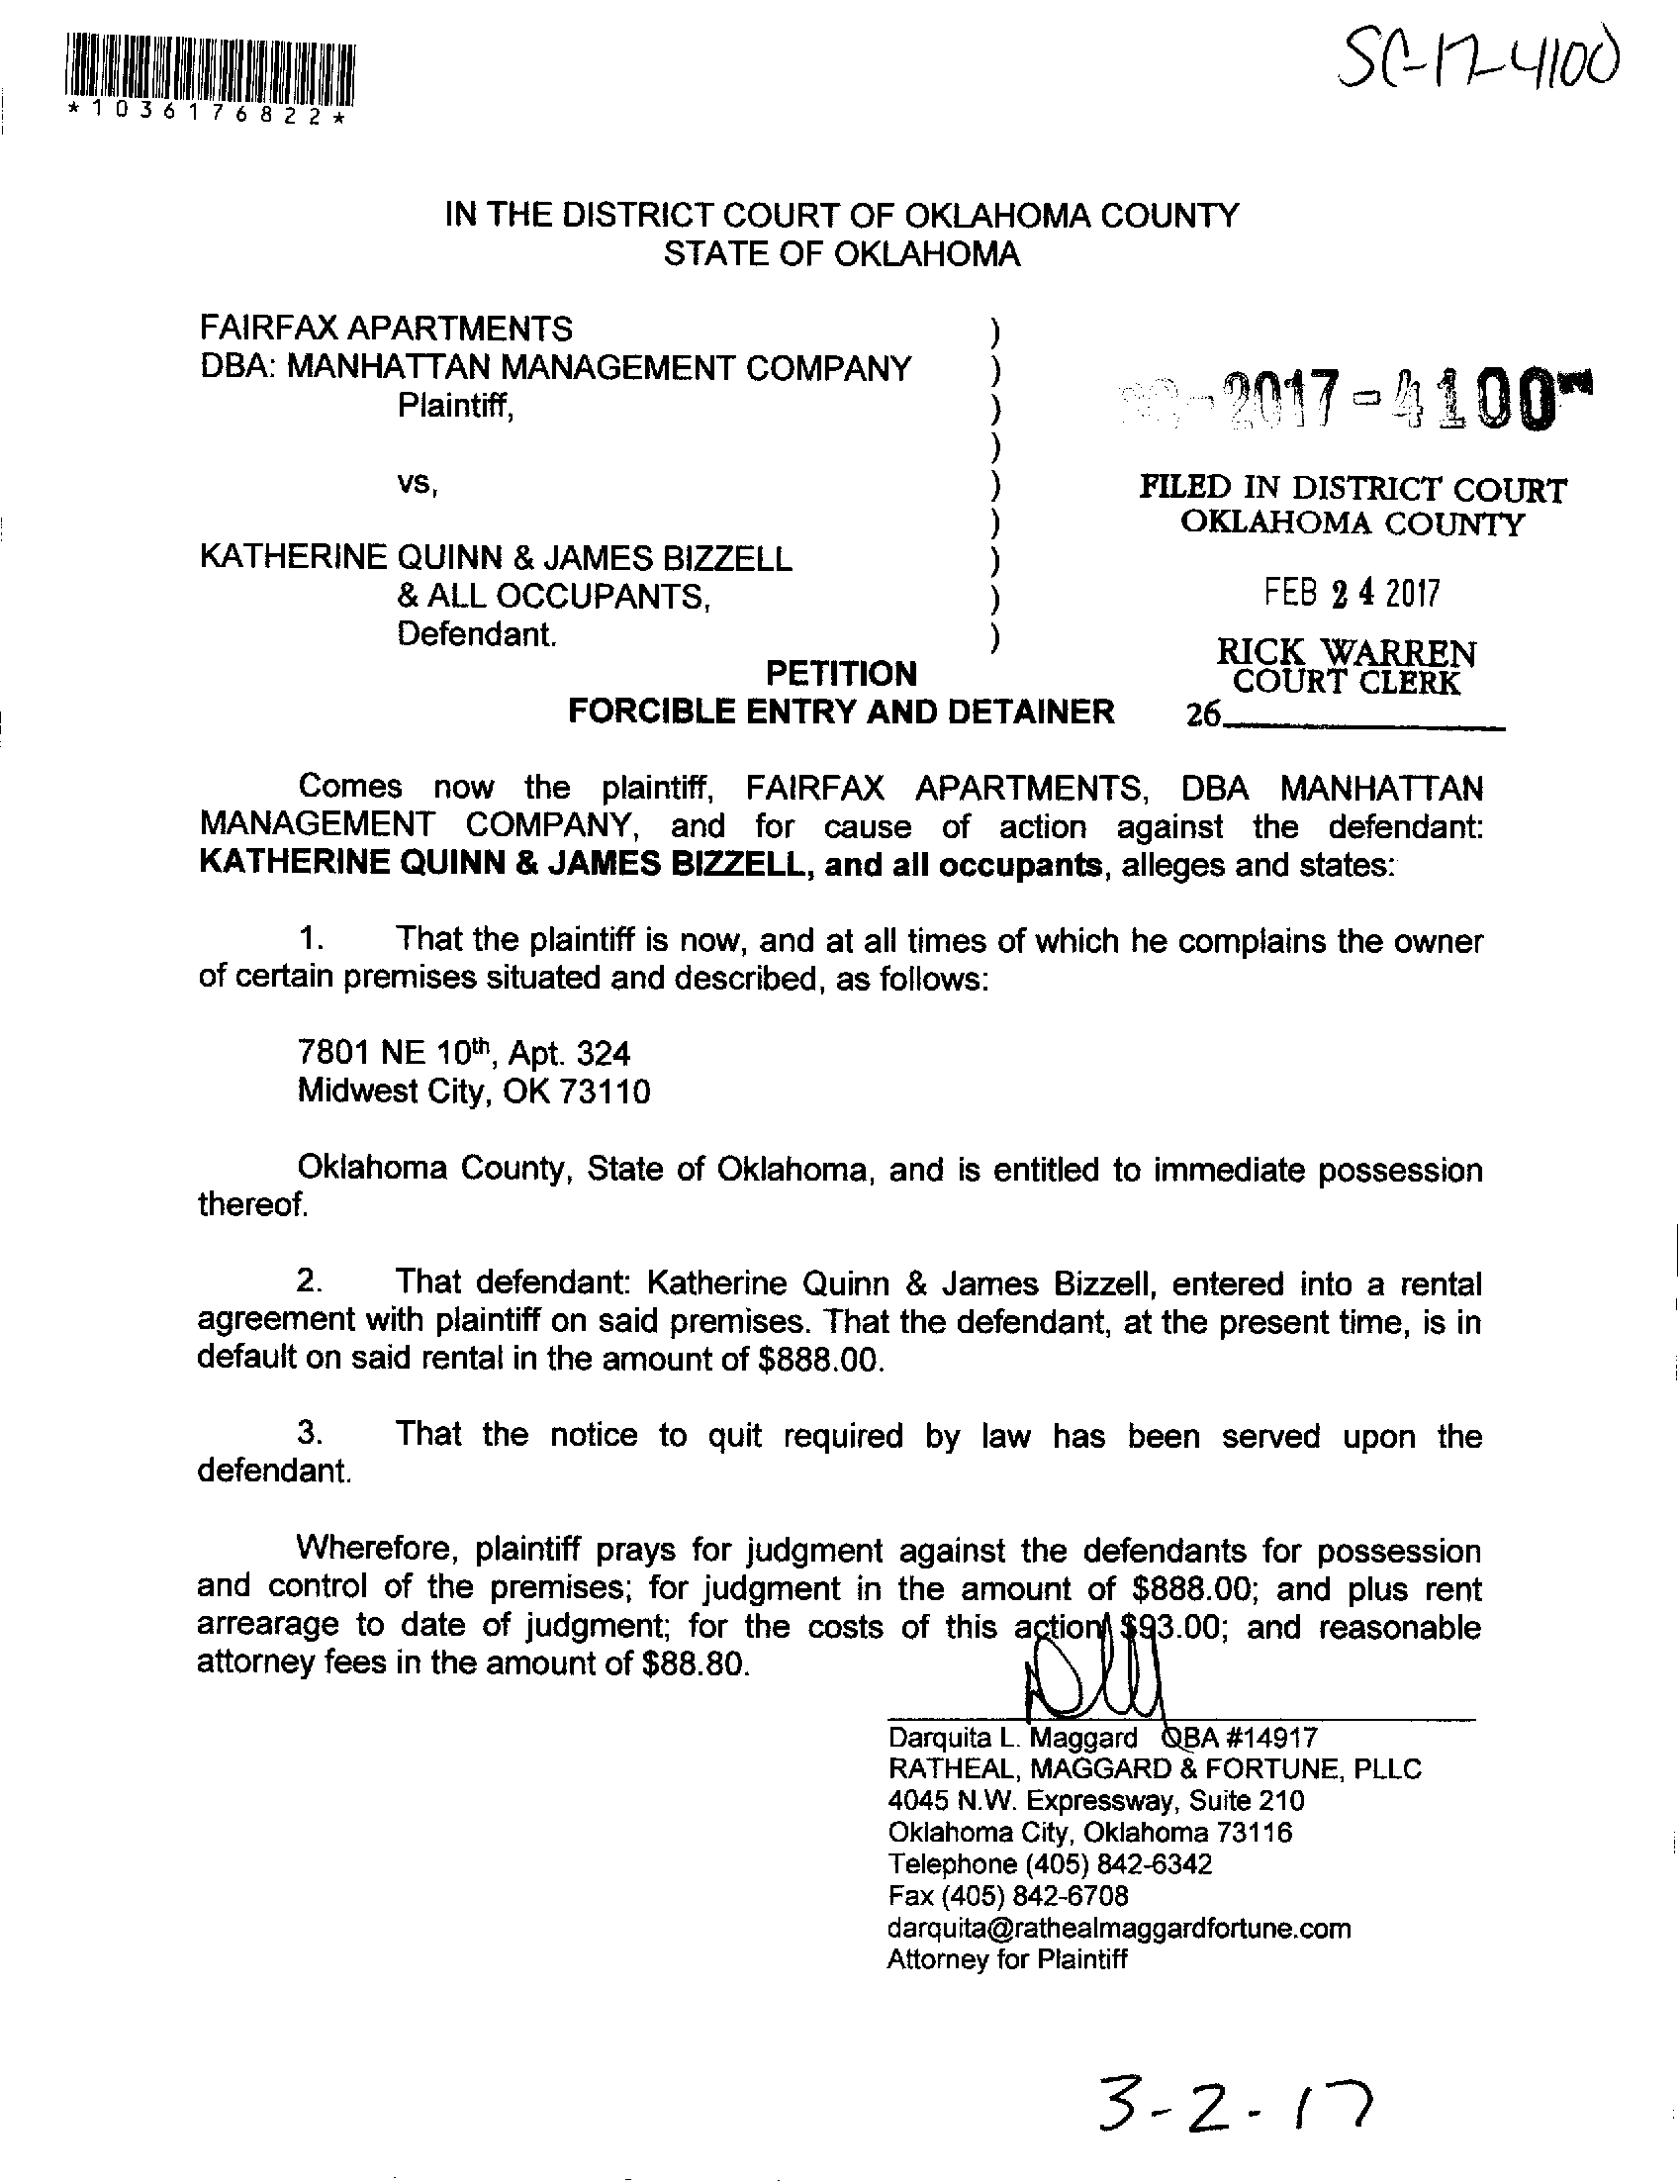 SC-17-4100
*1036176822*
IN THE DISTRICT COURT OF OKLAHOMA COUNTY
STATE OF OKLAHOMA
FAIRFAX APARTMENTS )
DBA: MANHATTAN MANAGEMENT COMPANY )
Plaintiff, )
)
SC-2017-4100-
vs, )
)
FILED IN DISTRICT COURT
OKLAHOMA COUNTY
KATHERINE QUINN & JAMES BIZZELL )
& ALL OCCUPANTS, )
Defendant. )
FEB 24 2017
RICK WARREN
COURT CLERK
26
PETITION
FORCIBLE ENTRY AND DETAINER
Comes now the plaintiff, FAIRFAX APARTMENTS, DBA MANHATTAN
MANAGEMENT COMPANY, and for cause of action against the defendant:
KATHERINE QUINN & JAMES BIZZELL, and all occupants, alleges and states:
1. That the plaintiff is now, and at all times of which he complains the owner
of certain premises situated and described, as follows:
7801 NE 10th, Apt. 324
Midwest City, OK 73110
Oklahoma County, State of Oklahoma, and is entitled to immediate possession
thereof.
2. That defendant: Katherine Quinn & James Bizzell, entered into a rental
agreement with plaintiff on said premises. That the defendant, at the present time, is in
default on said rental in the amount of $888.00.
3. That the notice to quit required by law has been served upon the
defendant.
Wherefore, plaintiff prays for judgment against the defendants for possession
and control of the premises; for judgment in the amount of $888.00; and plus rent
arrearage to date of judgment; for the costs of this action $93.00; and reasonable
attorney fees in the amount of $88.80.
Darquita L. Maggard OBA #14917
RATHEAL, MAGGARD & FORTUNE, PLLC
4045 N.W. Expressway, Suite 210
Oklahoma City, Oklahoma 73116
Telephone (405) 842-6342
Fax (405) 842-6708
darquita@rathealmaggardfortune.com
Attorney for Plaintiff
3-2-17